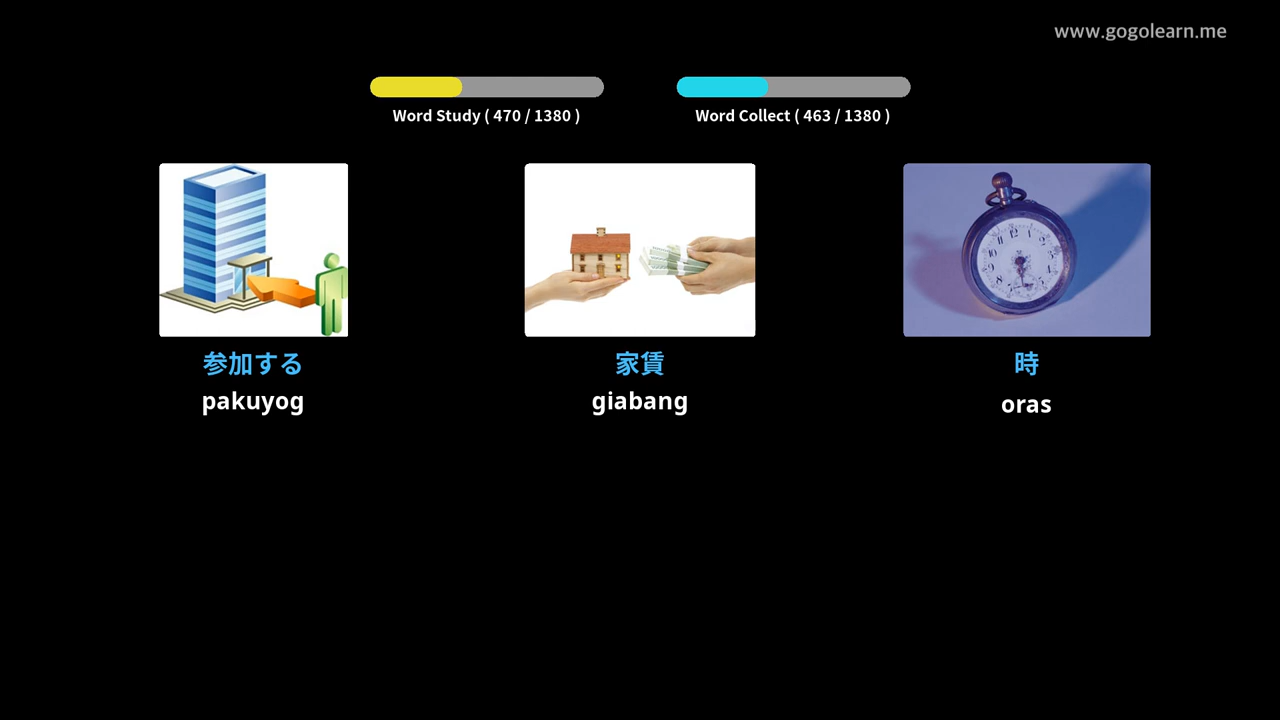 www.gogolearn.me
Word Study ( 470 / 1380 )
Word Collect ( 463 / 1380 )
参加する
家賃
時
pakuyog
giabang
oras